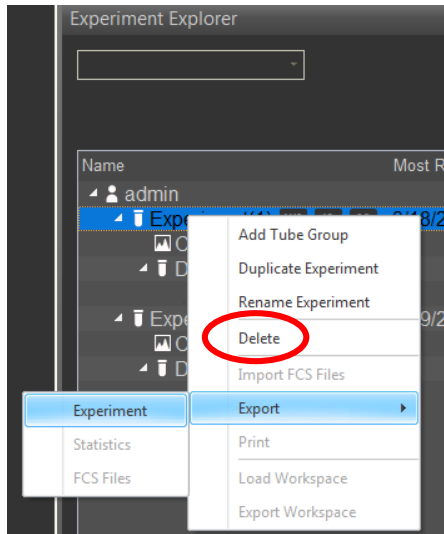 Experiment Explorer
Name
admin
Add Tube Group
Duplicate Experiment
Rename Experiment
Delete
Import FCS Files
Experiment
Export
Statistics
Print
FCS Files
Load Workspace
Export Workspace